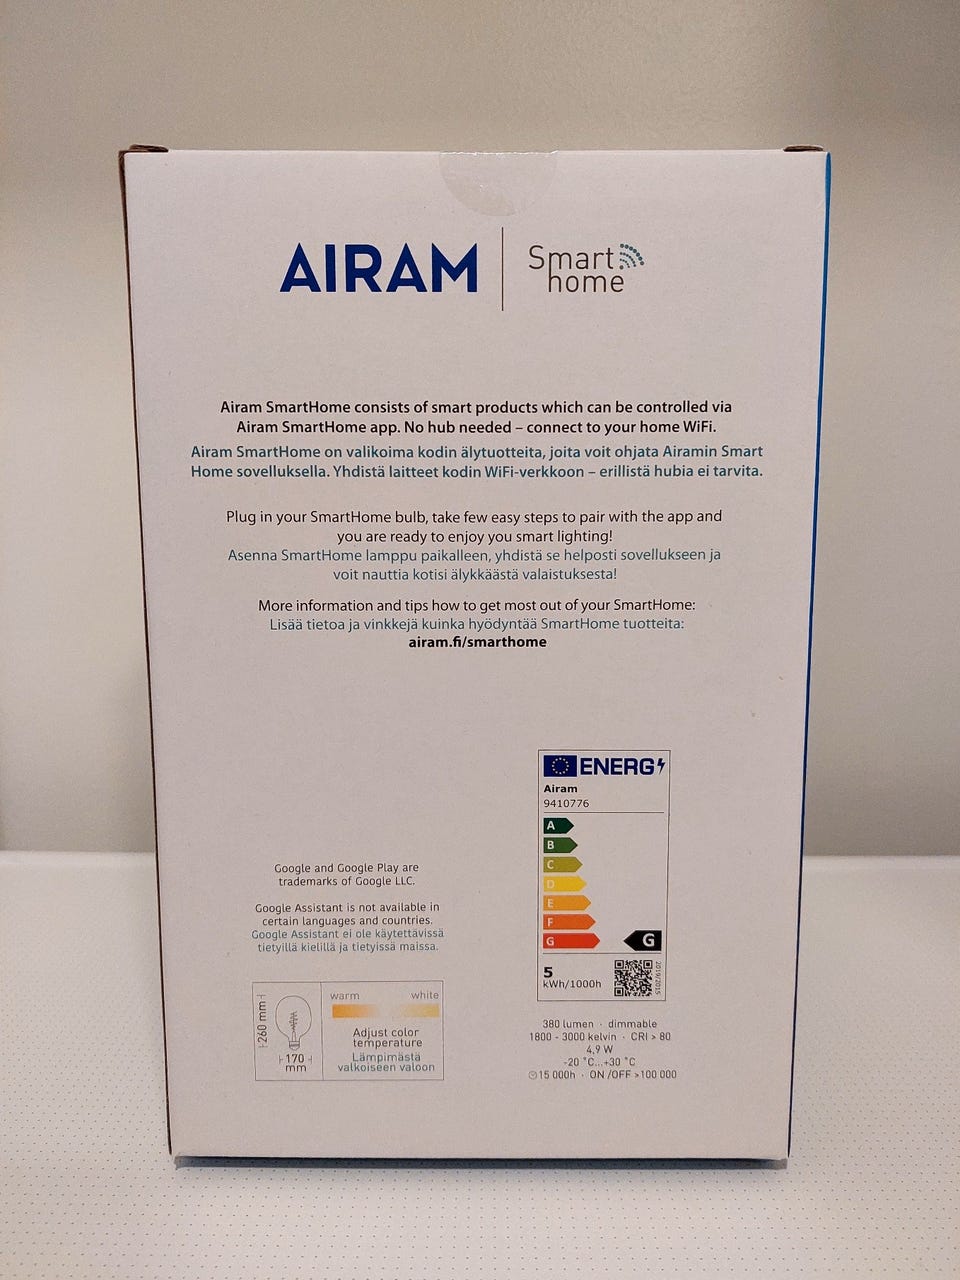 AIRAM
Smart
home
Airam SmartHome consists of smart products which can be controlled via
Airam SmartHome app. No hub needed – connect to your home WiFi.
Airam SmartHome on valikoima kodin älytuotteita, joita voit ohjata Airamin Smart
Home sovelluksella. Yhdistä laitteet kodin WiFi-verkkoon – erillistä hubia ei tarvita.
Plug in your SmartHome bulb, take few easy steps to pair with the app and
you are ready to enjoy you smart lighting!
Asenna SmartHome lamppu paikalleen, yhdistä se helposti sovellukseen ja
voit nauttia kotisi älykkäästä valaistuksesta!
More information and tips how to get most out of your SmartHome:
Lisää tietoa ja vinkkejä kuinka hyödyntää SmartHome tuotteita:
airam.fi/smarthome
Google and Google Play are
trademarks of Google LLC.
Google Assistant is not available in
certain languages and countries.
Google Assistant ei ole käytettävissä
tietyillä kielillä ja tietyissä maissa.
260 mm
170
mm
warm white
Adjust color
temperature
Lämpimästä
valkoiseen valoon
ENERG
Airam
9410776
A
B
C
D
E
F
G
G
5
kWh/1000h
2019/2015
380 lumen · dimmable
1800 - 3000 kelvin · CRI > 80
4,9 W
-20 °C...+30 °C
15 000h · ON /OFF >100 000